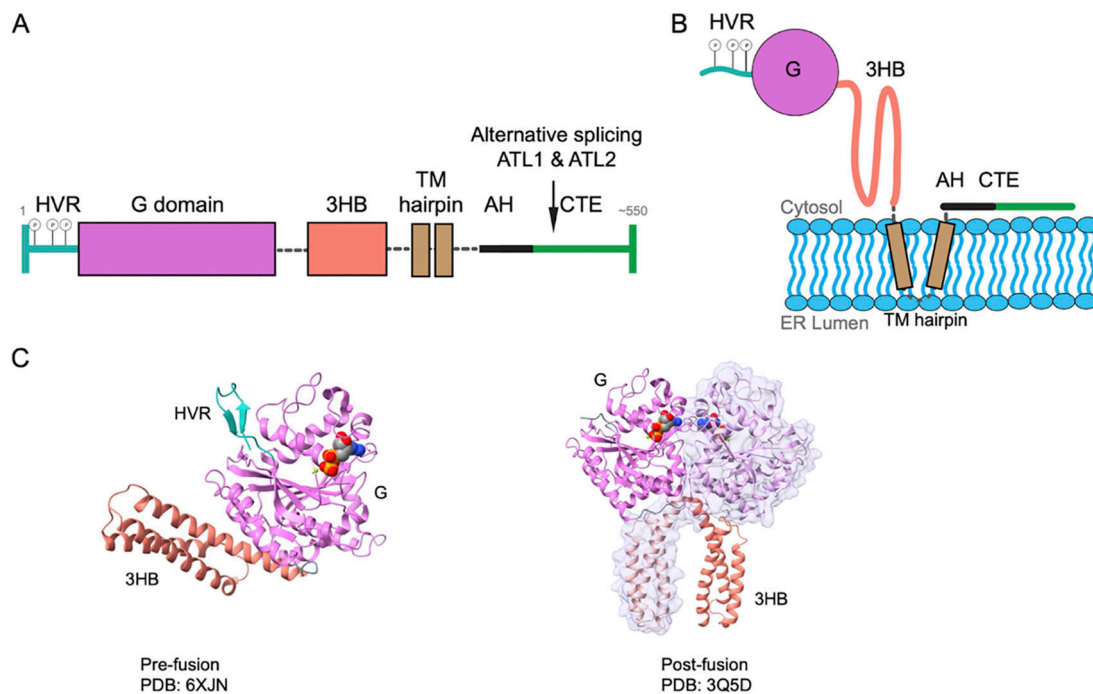 A
Alternative splicing
ATL1 & ATL2
1
HVR
P P P
G domain
3HB
TM
hairpin
AH
CTE
~550
B
HVR
P P P
G
3HB
AH
CTE
Cytosol
ER Lumen
TM hairpin
C
HVR
G
3HB
Pre-fusion
PDB: 6XJN
G
3HB
Post-fusion
PDB: 3Q5D